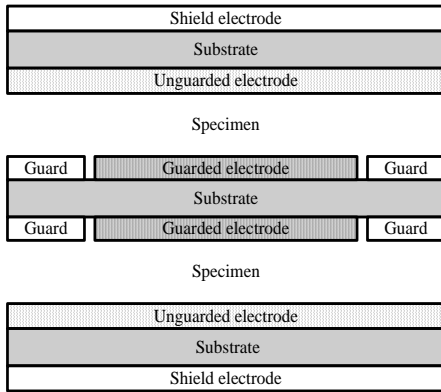 Shield electrode
Substrate
Unguarded electrode
Specimen
Guard Guarded electrode Guard
Substrate
Guard Guarded electrode Guard
Specimen
Unguarded electrode
Substrate
Shield electrode